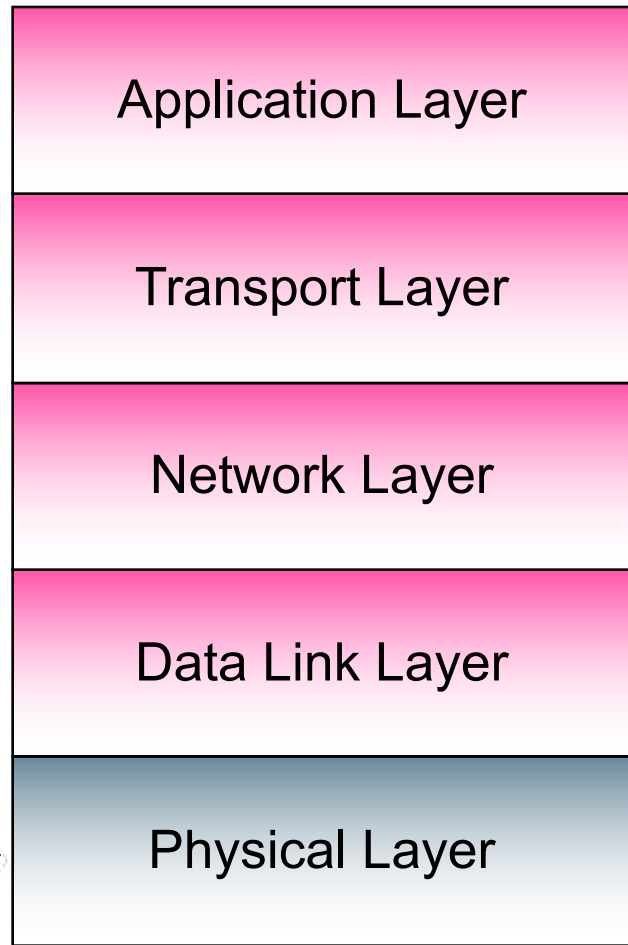 Application Layer
Transport Layer
Network Layer
Data Link Layer
Physical Layer